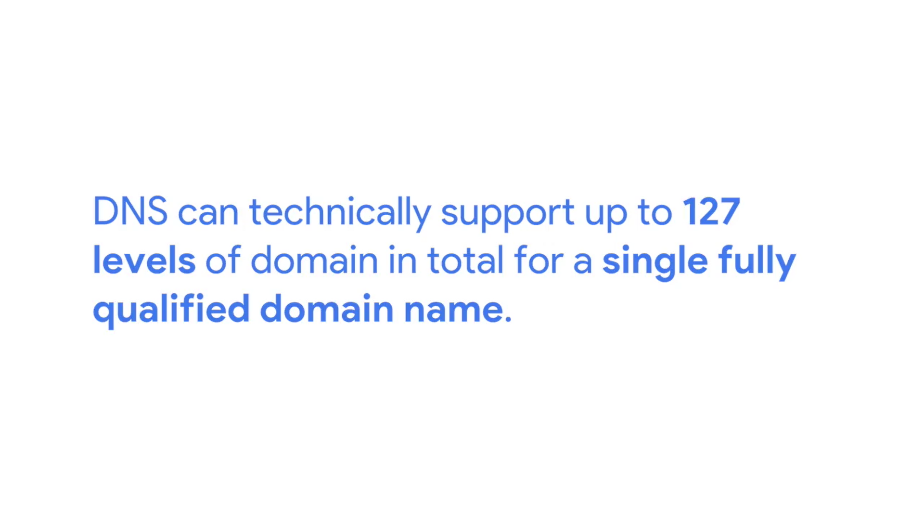 DNS can technically support up to 127
levels of domain in total for a single fully
qualified domain name.